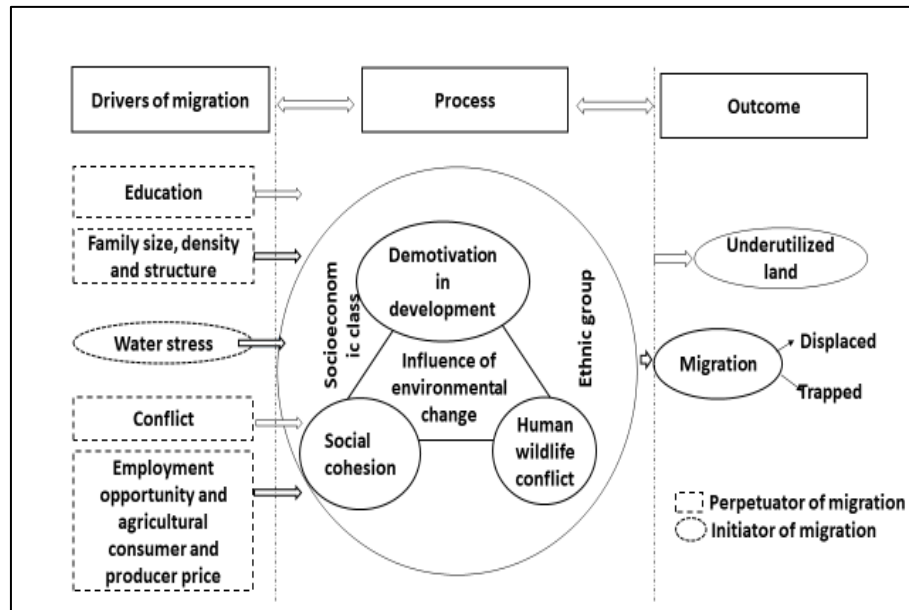 Drivers of migration
Process
Outcome
Education
Family size, density
and structure
Water stress
Conflict
Employment
opportunity and
agricultural
consumer and
producer price
Socioeconom
ic class
Demotivation
in
development
Influence of
environmental
change
Social
cohesion
Human
wildlife
conflict
Ethnic group
Underutilized
land
Migration
Displaced
Trapped
Perpetuator of migration
Initiator of migration